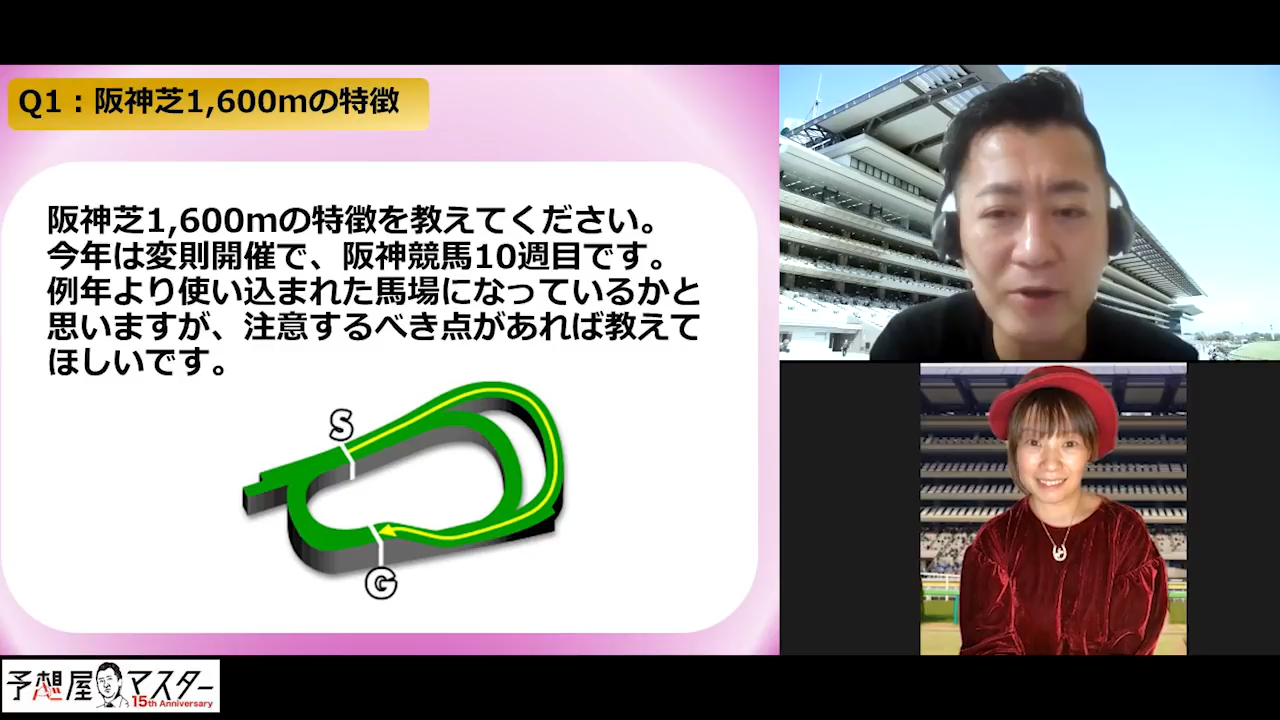 Q1：阪神芝1,600mの特徴
阪神芝1,600mの特徴を教えてください。
今年は変則開催で、阪神競馬10週目です。
例年より使い込まれた馬場になっているかと
思いますが、注意するべき点があれば教えて
ほしいです。
S
G
予想屋マスター
15th Anniversary